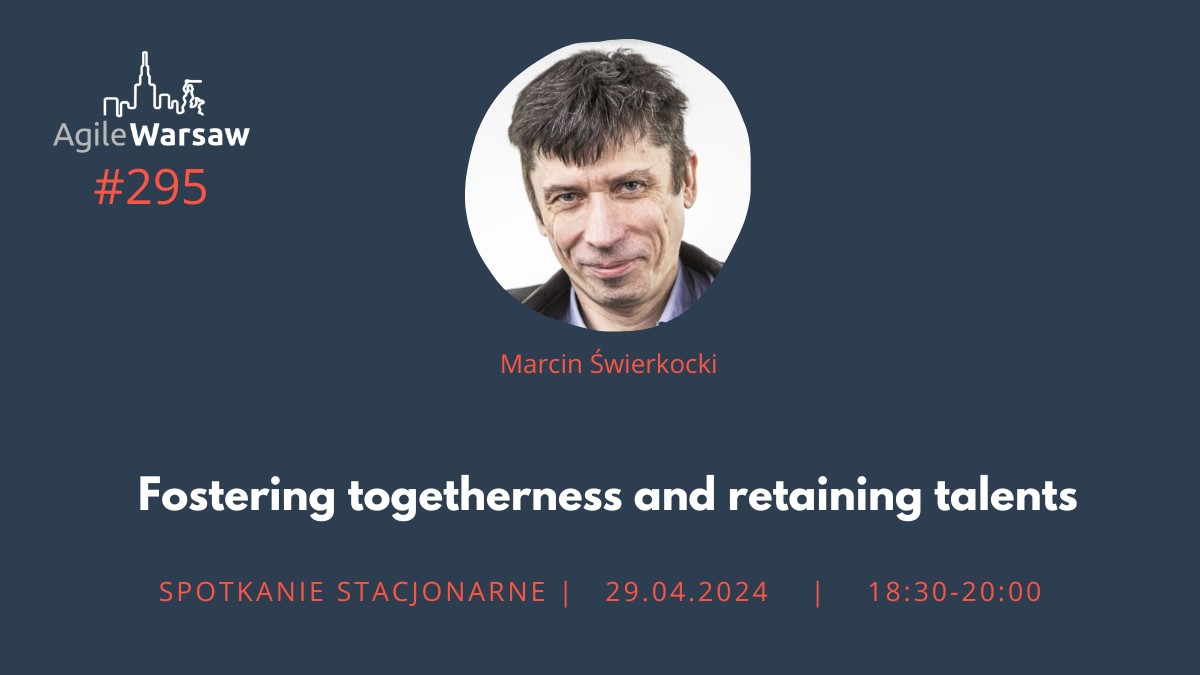 AgileWarsaw
#295
Marcin Świerkocki
Fostering togetherness and retaining talents
SPOTKANIE STACJONARNE | 29.04.2024 | 18:30-20:00